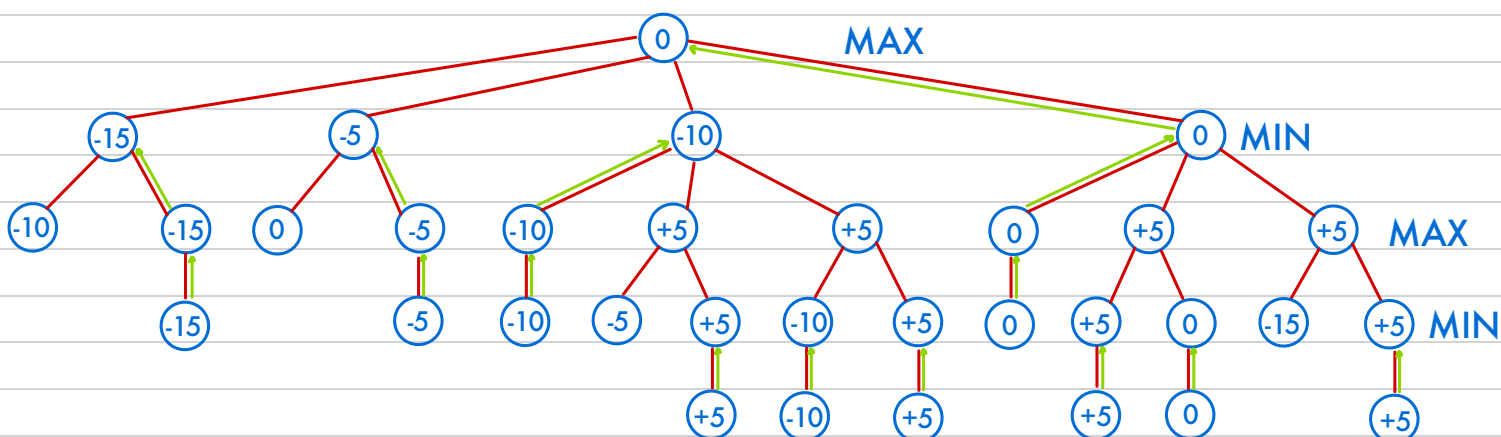 0 MAX
-15 -5 -10 0 MIN
-10 -15 0 -5 -10 +5 +5 0 +5 +5 MAX
-15 -5 -10 -5 +5 -10 +5 0 +5 0 -15 +5 MIN
+5 -10 +5 +5 0 +5